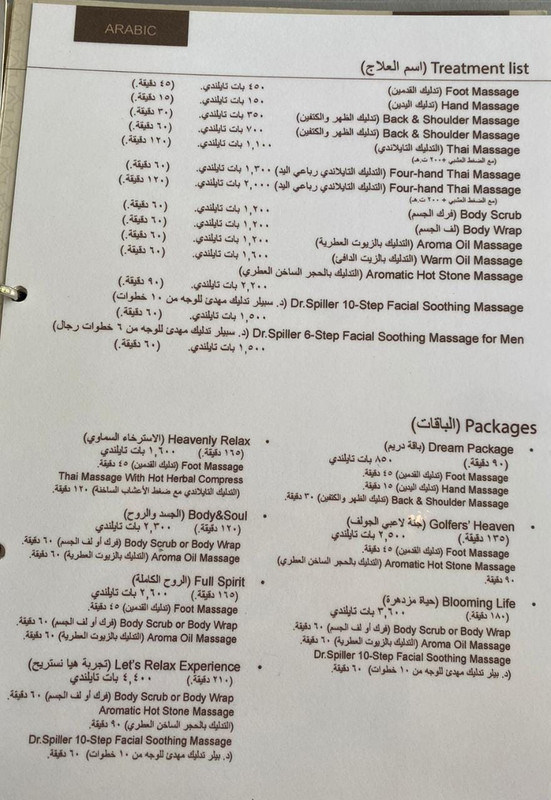 ARABIC
Treatment list (اسم العلاج)
Foot Massage (تدليك القدمين) ٤٥٠ بات تايلندي. (٤٥ دقيقة.)
Hand Massage (تدليك اليدين) ١٥٠ بات تايلندي. (١٥ دقيقة.)
Back & Shoulder Massage (تدليك الظهر والكتفين) ٣٥٠ بات تايلندي. (٣٠ دقيقة.)
Back & Shoulder Massage (تدليك الظهر والكتفين) ٧٠٠ بات تايلندي. (٦٠ دقيقة.)
Thai Massage (التدليك التايلاندي) ١,١٠٠ بات تايلندي. (١٢٠ دقيقة.)
(مع الضغط العشبي +٢٠٠ ت.هـ)
Four-hand Thai Massage (التدليك التايلاندي رباعي اليد) ١,٣٠٠ بات تايلندي. (٦٠ دقيقة.)
Four-hand Thai Massage (التدليك التايلاندي رباعي اليد) ٢,٠٠٠ بات تايلندي. (١٢٠ دقيقة.)
(مع الضغط العشبي + ٢٠٠ ت.هـ)
Body Scrub (فرك الجسم) ١,٢٠٠ بات تايلندي. (٦٠ دقيقة.)
Body Wrap (لف الجسم) ١,٢٠٠ بات تايلندي. (٦٠ دقيقة.)
Aroma Oil Massage (التدليك بالزيوت العطرية) ١,٢٠٠ بات تايلندي. (٦٠ دقيقة.)
Warm Oil Massage (التدليك بالزيت الدافئ) ١,٦٠٠ بات تايلندي. (٦٠ دقيقة.)
Aromatic Hot Stone Massage (التدليك بالحجر الساخن العطري)
٢,٢٠٠ بات تايلندي. (٩٠ دقيقة.)
Dr.Spiller 10-Step Facial Soothing Massage (د. سبيلر تدليك مهدئ للوجه من ١٠ خطوات)
١,٥٠٠ بات تايلندي. (٦٠ دقيقة.)
Dr.Spiller 6-Step Facial Soothing Massage for Men (د. سبيلر تدليك مهدئ للوجه من ٦ خطوات رجال)
١,٥٠٠ بات تايلندي. (٦٠ دقيقة.)
Packages (الباقات)
• Dream Package (باقة دريم)
٨٥٠ بات تايلندي (٩٠ دقيقة.)
Foot Massage (تدليك القدمين) ٤٥ دقيقة.
Hand Massage (تدليك اليدين) ١٥ دقيقة.
Back & Shoulder Massage (تدليك الظهر والكتفين) ٣٠ دقيقة.
• Golfers' Heaven (جنة لاعبي الجولف)
٢,٥٠٠ بات تايلندي (١٣٥ دقيقة.)
Foot Massage (تدليك القدمين) ٤٥ دقيقة.
Aromatic Hot Stone Massage (التدليك بالحجر الساخن العطري)
٩٠ دقيقة.
• Blooming Life (حياة مزدهرة)
٣,٦٠٠ بات تايلندي (١٨٠ دقيقة.)
Body Scrub or Body Wrap (فرك أو لف الجسم) ٦٠ دقيقة.
Aroma Oil Massage (التدليك بالزيوت العطرية) ٦٠ دقيقة.
Dr.Spiller 10-Step Facial Soothing Massage
(د. بيلر تدليك مهدئ للوجه من ١٠ خطوات) ٦٠ دقيقة.
• Heavenly Relax (الاسترخاء السماوي)
١,٦٠٠ بات تايلندي (١٦٥ دقيقة.)
Foot Massage (تدليك القدمين) ٤٥ دقيقة.
Thai Massage With Hot Herbal Compress
(التدليك التايلاندي مع ضغط الأعشاب الساخنة) ١٢٠ دقيقة.
• Body&Soul (الجسد والروح)
٢,٣٠٠ بات تايلندي (١٢٠ دقيقة.)
Body Scrub or Body Wrap (فرك أو لف الجسم) ٦٠ دقيقة.
Aroma Oil Massage (التدليك بالزيوت العطرية) ٦٠ دقيقة.
• Full Spirit (الروح الكاملة)
٢,٦٠٠ بات تايلندي (١٦٥ دقيقة.)
Foot Massage (تدليك القدمين) ٤٥ دقيقة.
Body Scrub or Body Wrap (فرك أو لف الجسم) ٦٠ دقيقة.
Aroma Oil Massage (التدليك بالزيوت العطرية) ٦٠ دقيقة.
• Let's Relax Experience (تجربة هيا نستريح)
٤,٤٠٠ بات تايلندي (٢١٠ دقيقة.)
Body Scrub or Body Wrap (فرك أو لف الجسم) ٦٠ دقيقة.
Aromatic Hot Stone Massage
(التدليك بالحجر الساخن العطري) ٩٠ دقيقة.
Dr.Spiller 10-Step Facial Soothing Massage
(د. بيلر تدليك مهدئ للوجه من ١٠ خطوات) ٦٠ دقيقة.